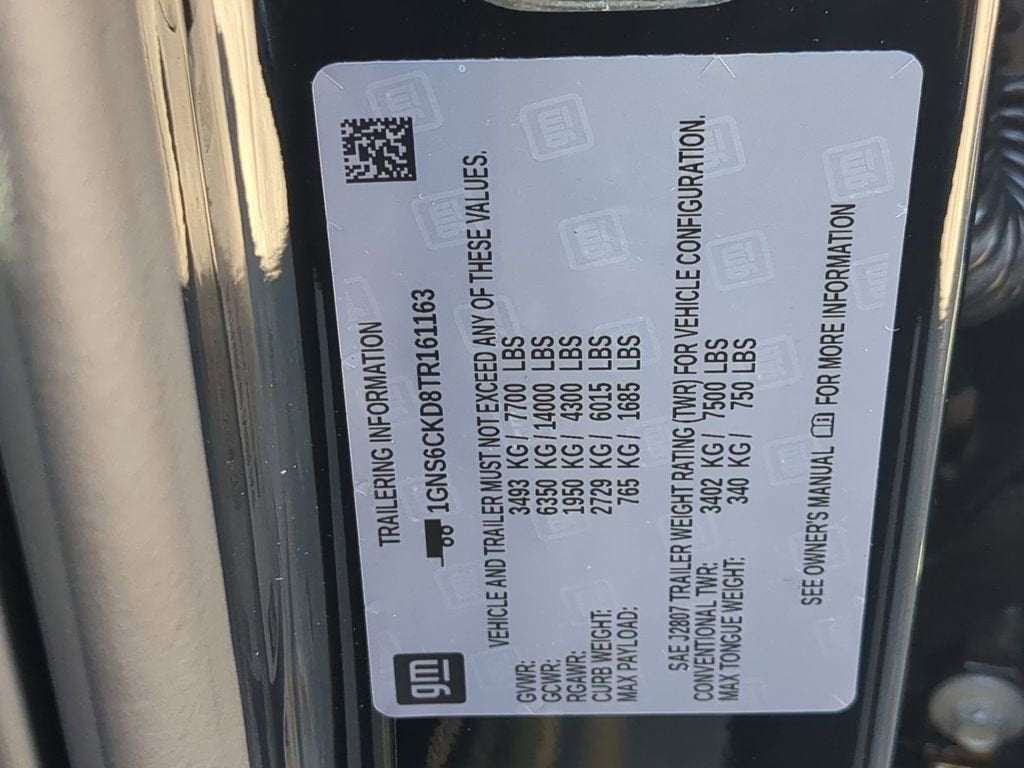 gm
TRAILERING INFORMATION
1GNS6CKD8TR161163
VEHICLE AND TRAILER MUST NOT EXCEED ANY OF THESE VALUES.
GVWR: 3493 KG / 7700 LBS
GCWR: 6350 KG / 14000 LBS
RGAWR: 1950 KG / 4300 LBS
CURB WEIGHT: 2729 KG / 6015 LBS
MAX PAYLOAD: 765 KG / 1685 LBS
SAE J2807 TRAILER WEIGHT RATING (TWR) FOR VEHICLE CONFIGURATION.
CONVENTIONAL TWR: 3402 KG / 7500 LBS
MAX TONGUE WEIGHT: 340 KG / 750 LBS
SEE OWNER'S MANUAL FOR MORE INFORMATION